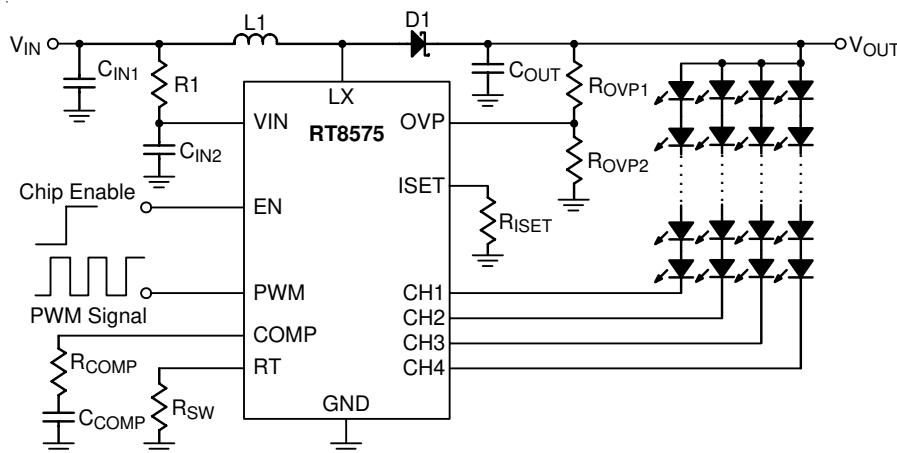 L1
D1
VIN
VOUT
CIN1
R1
COUT
ROVP1
LX
VIN
OVP
RT8575
CIN2
ROVP2
ISET
Chip Enable
EN
RISET
PWM
CH1
PWM Signal
CH2
COMP
CH3
RCOMP
RT
CH4
CCOMP
RSW
GND